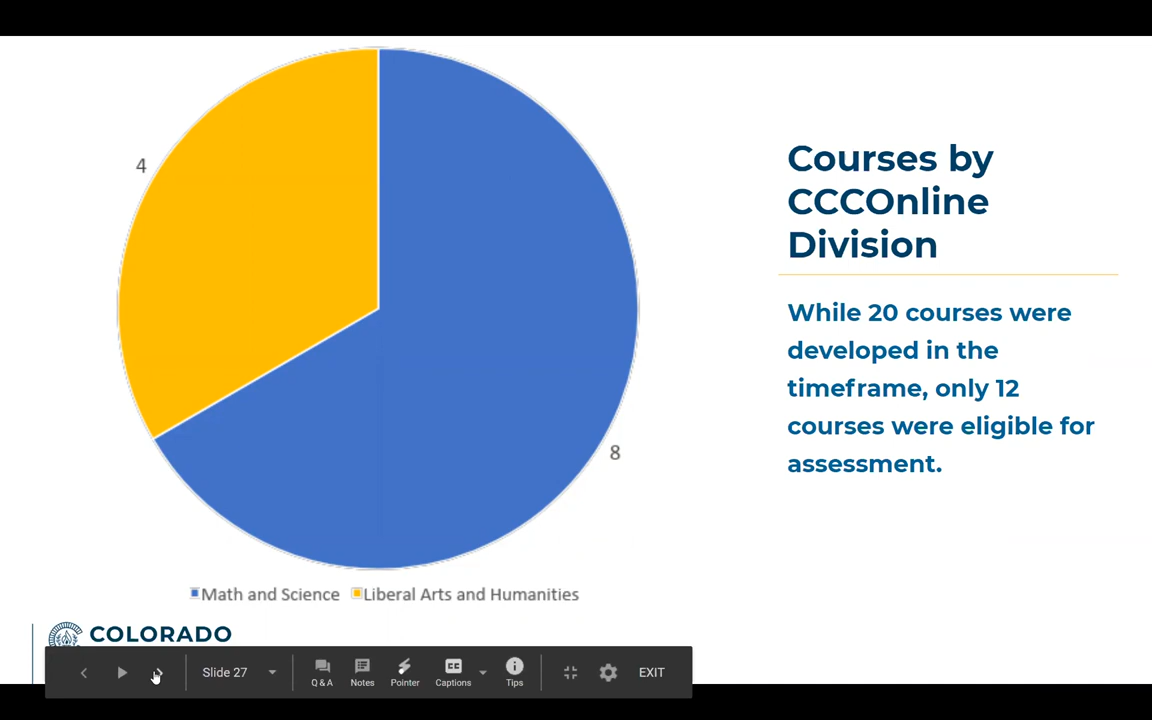 4
8
Math and Science Liberal Arts and Humanities
Courses by
CCCOnline
Division
While 20 courses were
developed in the
timeframe, only 12
courses were eligible for
assessment.
COLORADO
Slide 27
Q & A Notes Pointer Captions Tips EXIT
CC